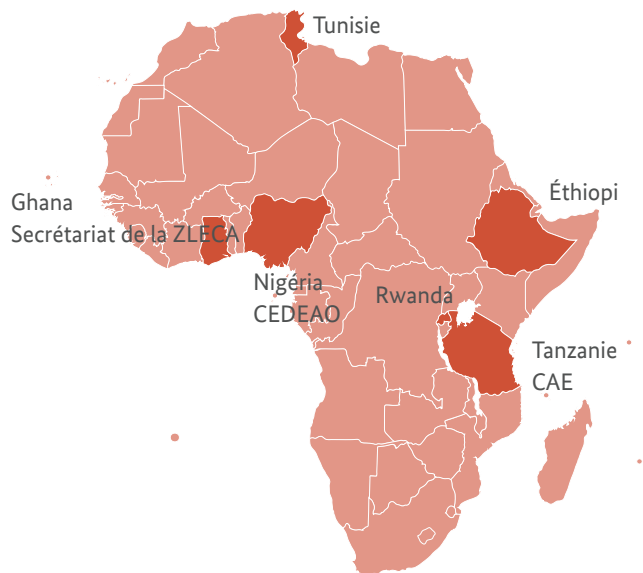 Tunisie
Éthiopi
Ghana
Secrétariat de la ZLECA
Nigéria
CEDEAO
Rwanda
Tanzanie
CAE